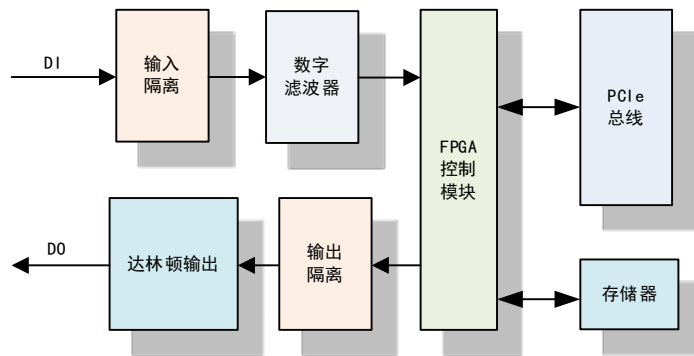 DI
输入
隔离
数字
滤波器
FPGA
控制
模块
PCIe
总线
DO
达林顿输出
输出
隔离
存储器